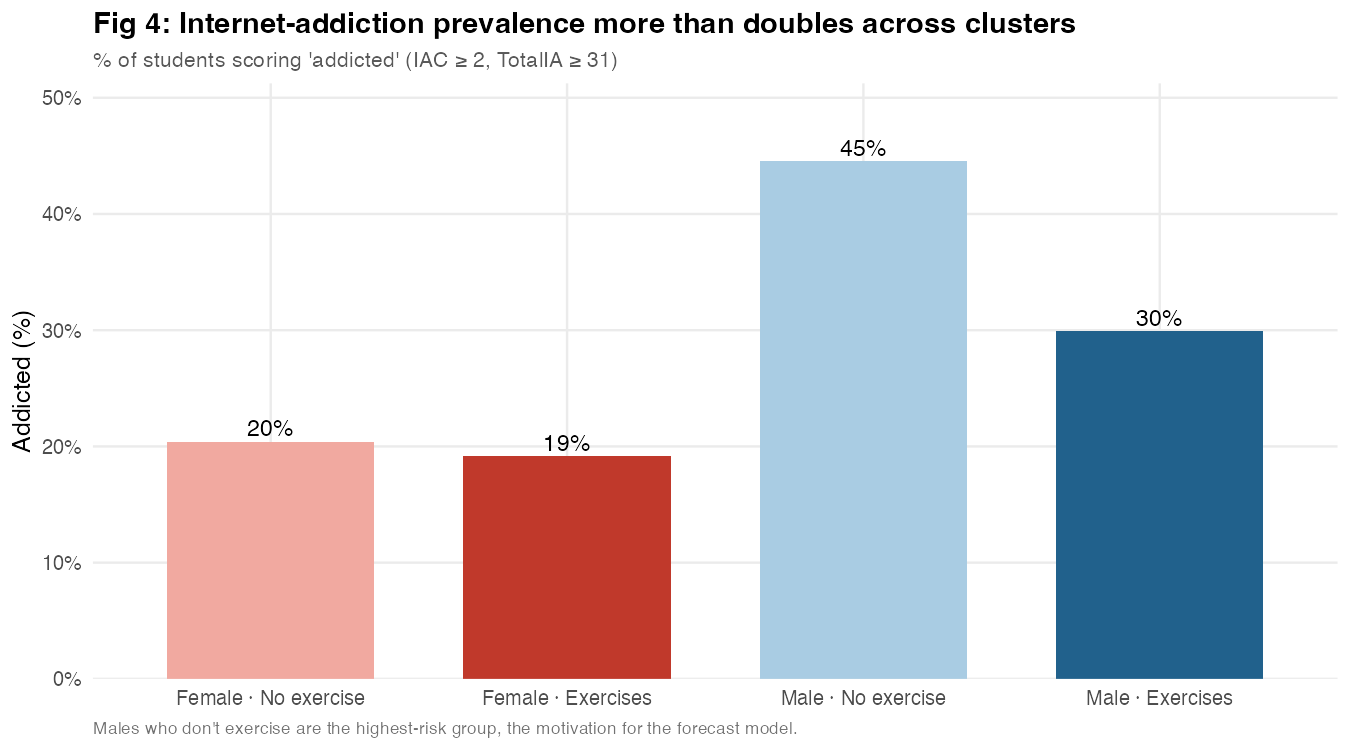 Fig 4: Internet-addiction prevalence more than doubles across clusters
% of students scoring 'addicted' (IAC ≥ 2, TotalIA ≥ 31)
Addicted (%)
50%
40%
30%
20%
10%
0%
20%
19%
45%
30%
Female · No exercise
Female · Exercises
Male · No exercise
Male · Exercises
Males who don't exercise are the highest-risk group, the motivation for the forecast model.